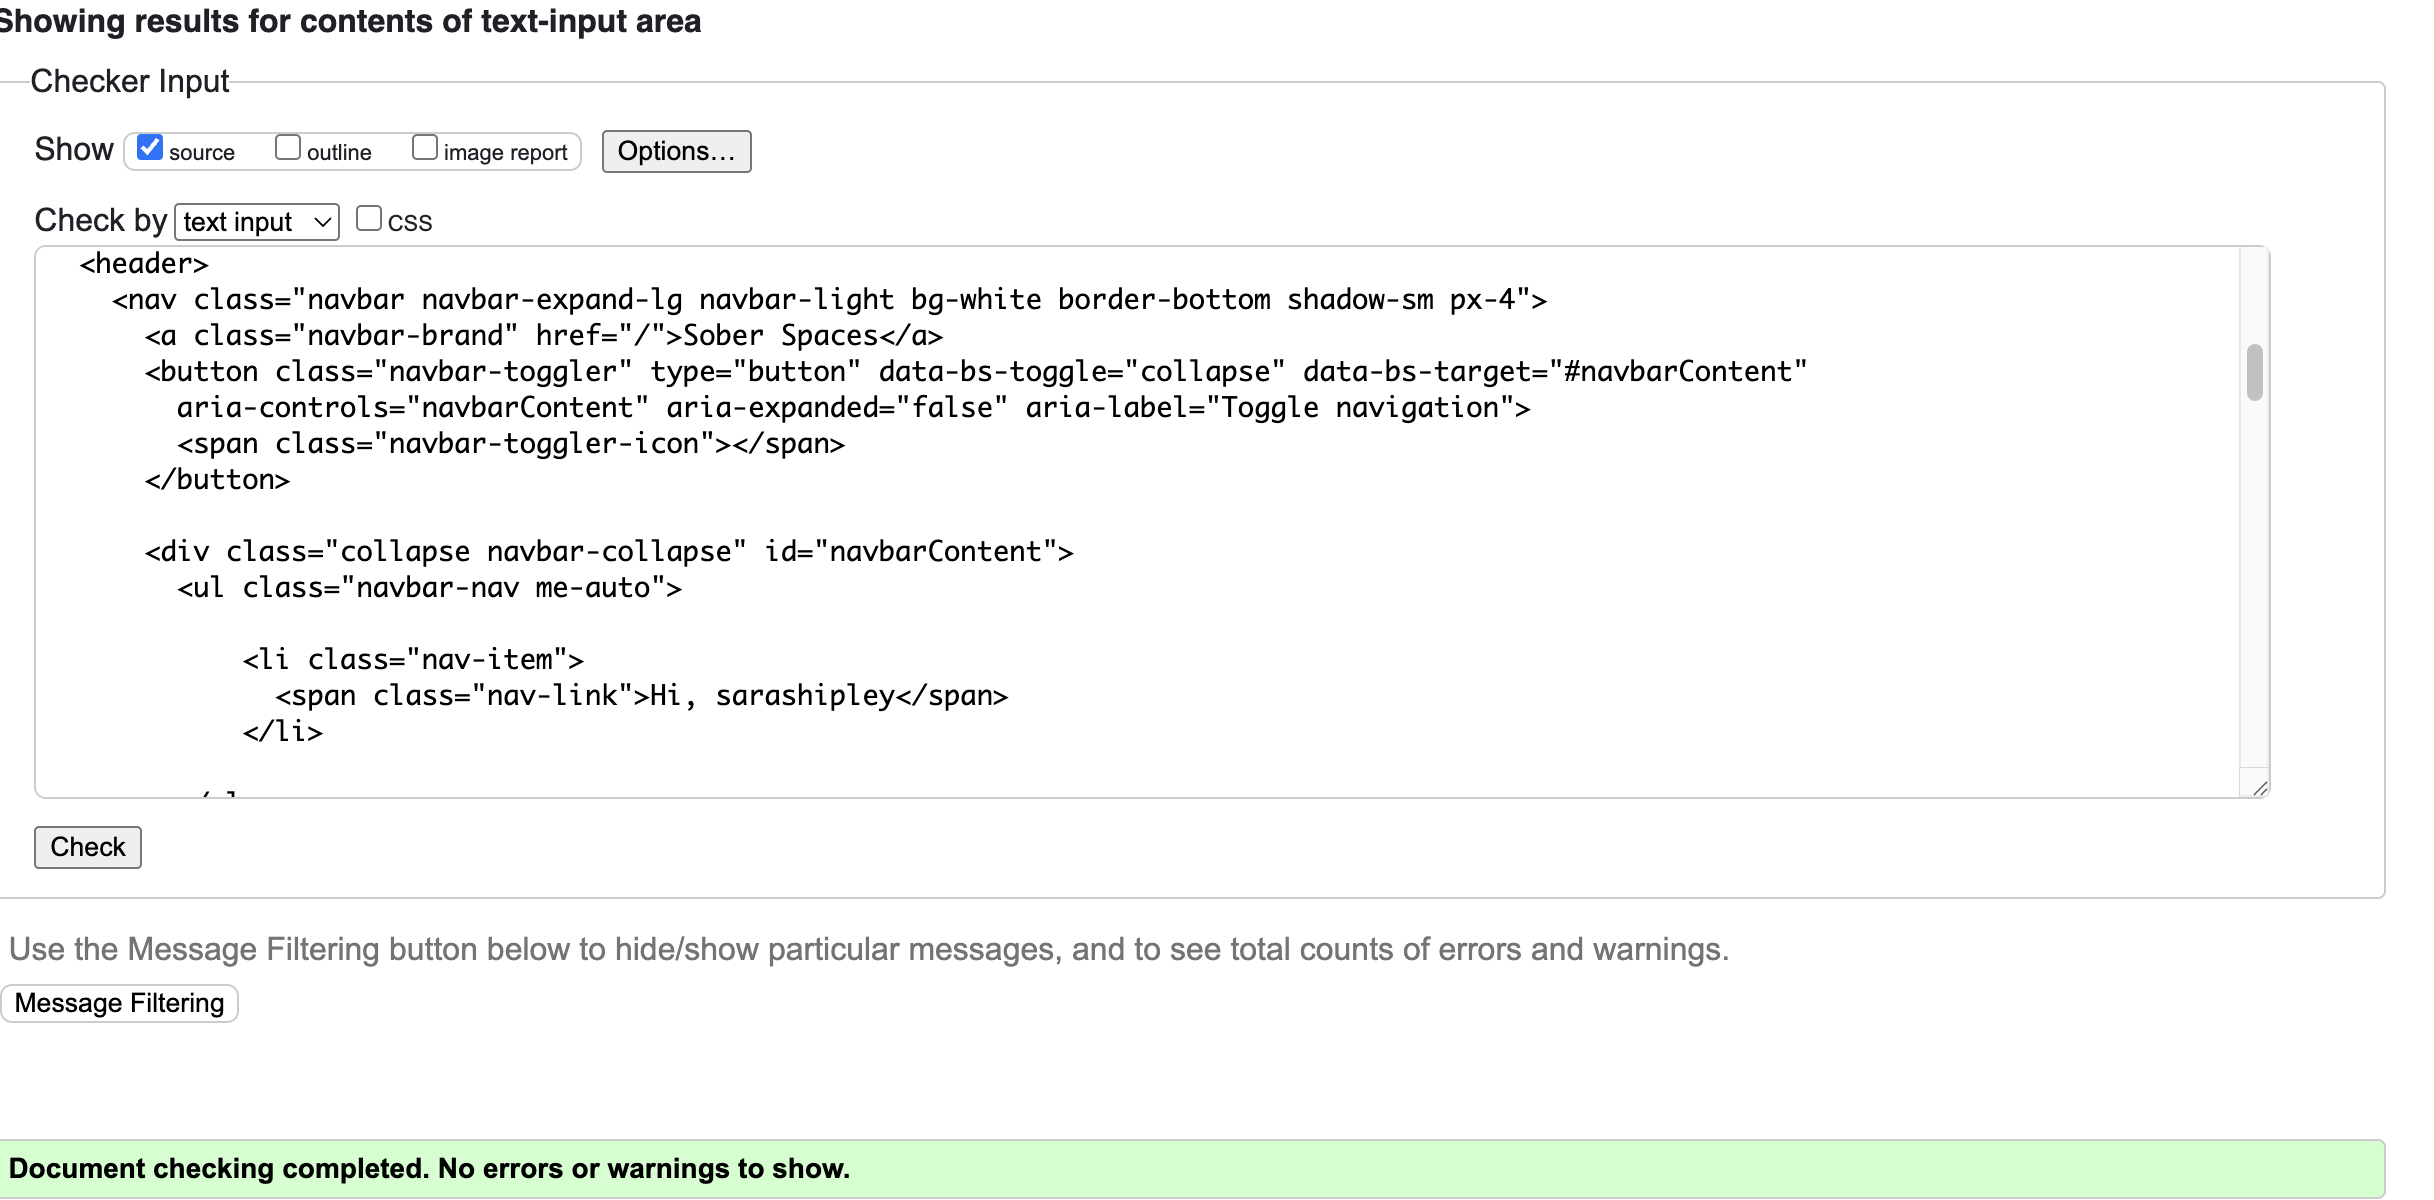 Showing results for contents of text-input area
Checker Input
Show source outline image report Options...
Check by text input CSS
<header>
<nav class="navbar navbar-expand-lg navbar-light bg-white border-bottom shadow-sm px-4">
<a class="navbar-brand" href="/">Sober Spaces</a>
<button class="navbar-toggler" type="button" data-bs-toggle="collapse" data-bs-target="#navbarContent"
aria-controls="navbarContent" aria-expanded="false" aria-label="Toggle navigation">
<span class="navbar-toggler-icon"></span>
</button>
<div class="collapse navbar-collapse" id="navbarContent">
<ul class="navbar-nav me-auto">
<li class="nav-item">
<span class="nav-link">Hi, sarashipley</span>
</li>
Check
Use the Message Filtering button below to hide/show particular messages, and to see total counts of errors and warnings.
Message Filtering
Document checking completed. No errors or warnings to show.